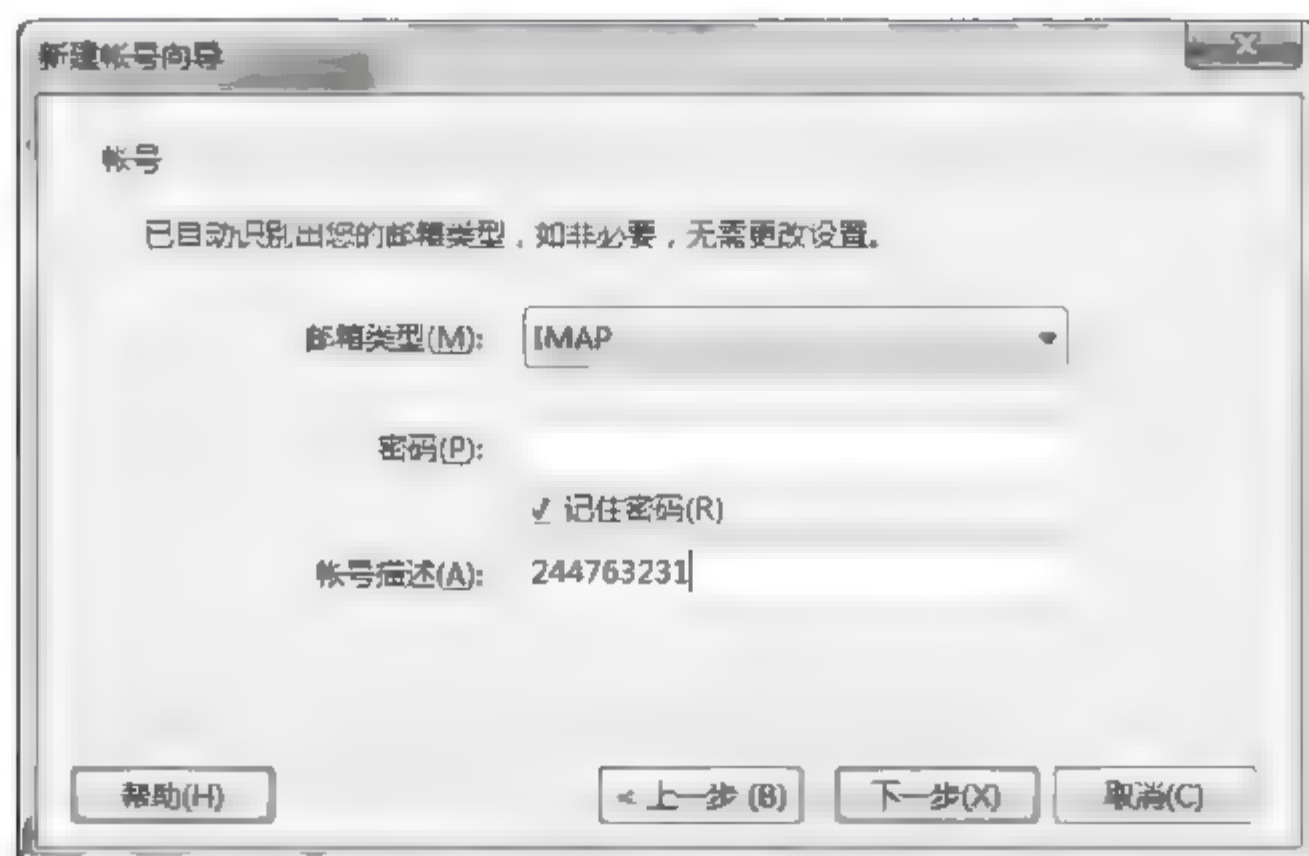 新建帐号向导
X
帐号
已自动识别出您的邮箱类型，如非必要，无需更改设置。
邮箱类型(M): IMAP
密码(P):
✓ 记住密码(R)
帐号描述(A): 244763231
帮助(H) < 上一步 (B) 下一步(X) 取消(C)